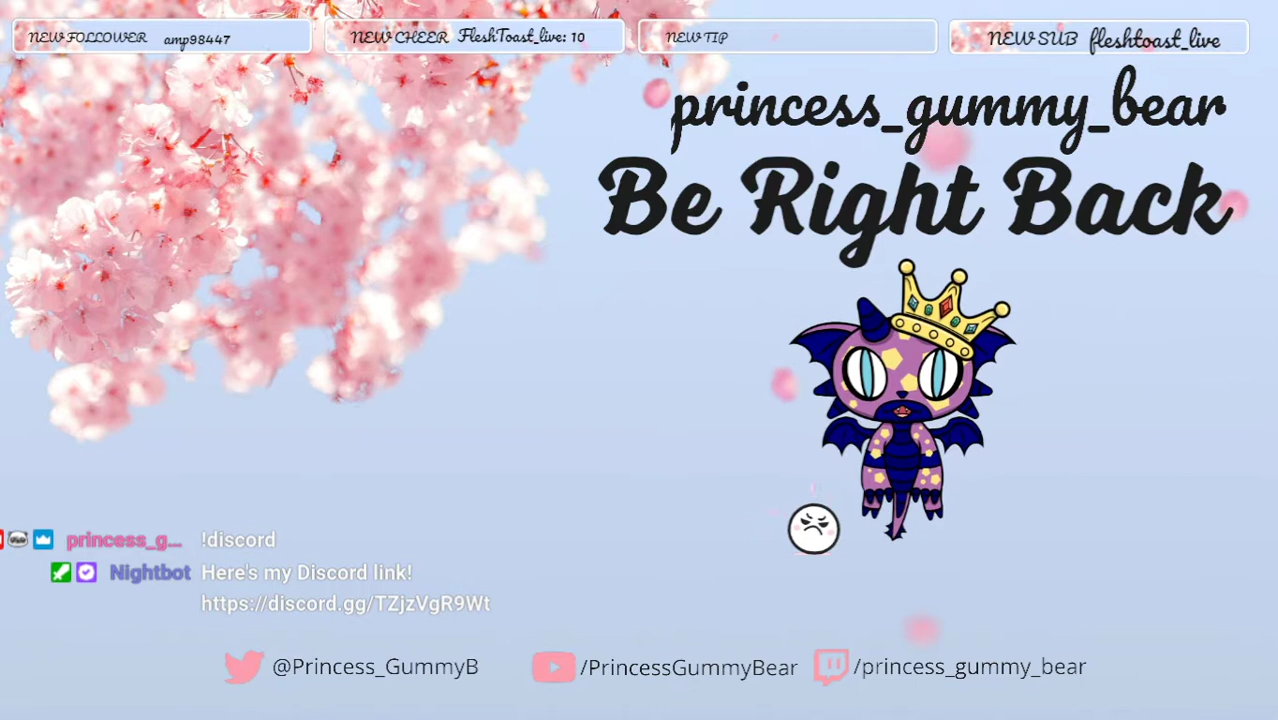 NEW FOLLOWER amp98447
NEW CHEER FleshToast_live: 10
NEW TIP
NEW SUB fleshtoast_live
princess_gummy_bear
Be Right Back
princess_g... !discord
Nightbot Here's my Discord link!
https://discord.gg/TZjzVgR9Wt
@Princess_GummyB
/PrincessGummyBear
/princess_gummy_bear